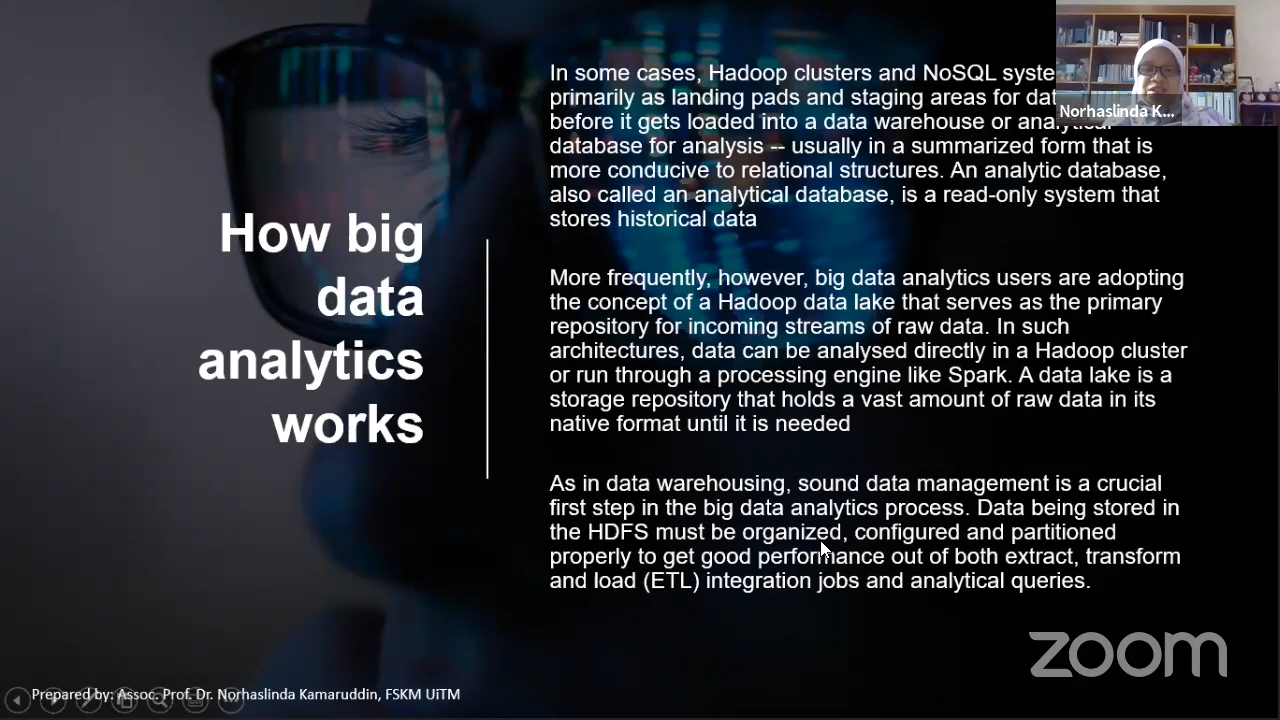 How big
data
analytics
works
In some cases, Hadoop clusters and NoSQL syste
primarily as landing pads and staging areas for dat
before it gets loaded into a data warehouse or analytical
database for analysis -- usually in a summarized form that is
more conducive to relational structures. An analytic database,
also called an analytical database, is a read-only system that
stores historical data
More frequently, however, big data analytics users are adopting
the concept of a Hadoop data lake that serves as the primary
repository for incoming streams of raw data. In such
architectures, data can be analysed directly in a Hadoop cluster
or run through a processing engine like Spark. A data lake is a
storage repository that holds a vast amount of raw data in its
native format until it is needed
As in data warehousing, sound data management is a crucial
first step in the big data analytics process. Data being stored in
the HDFS must be organized, configured and partitioned
properly to get good performance out of both extract, transform
and load (ETL) integration jobs and analytical queries.
Norhaslinda K...
zoom
Prepared by: Assoc. Prof. Dr. Norhaslinda Kamaruddin, FSKM UiTM